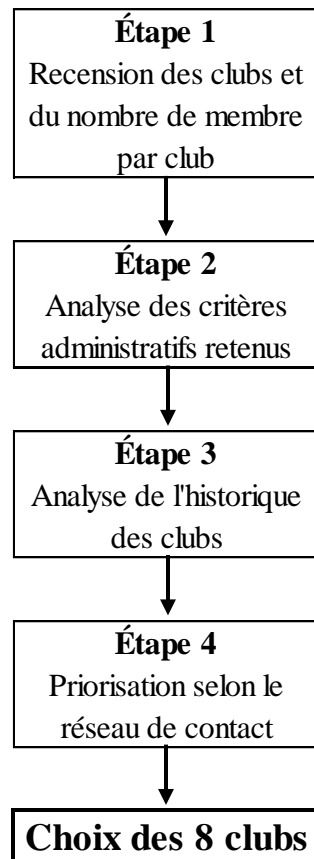 Étape 1
Recension des clubs et
du nombre de membre
par club
Étape 2
Analyse des critères
administratifs retenus
Étape 3
Analyse de l'historique
des clubs
Étape 4
Priorisation selon le
réseau de contact
Choix des 8 clubs